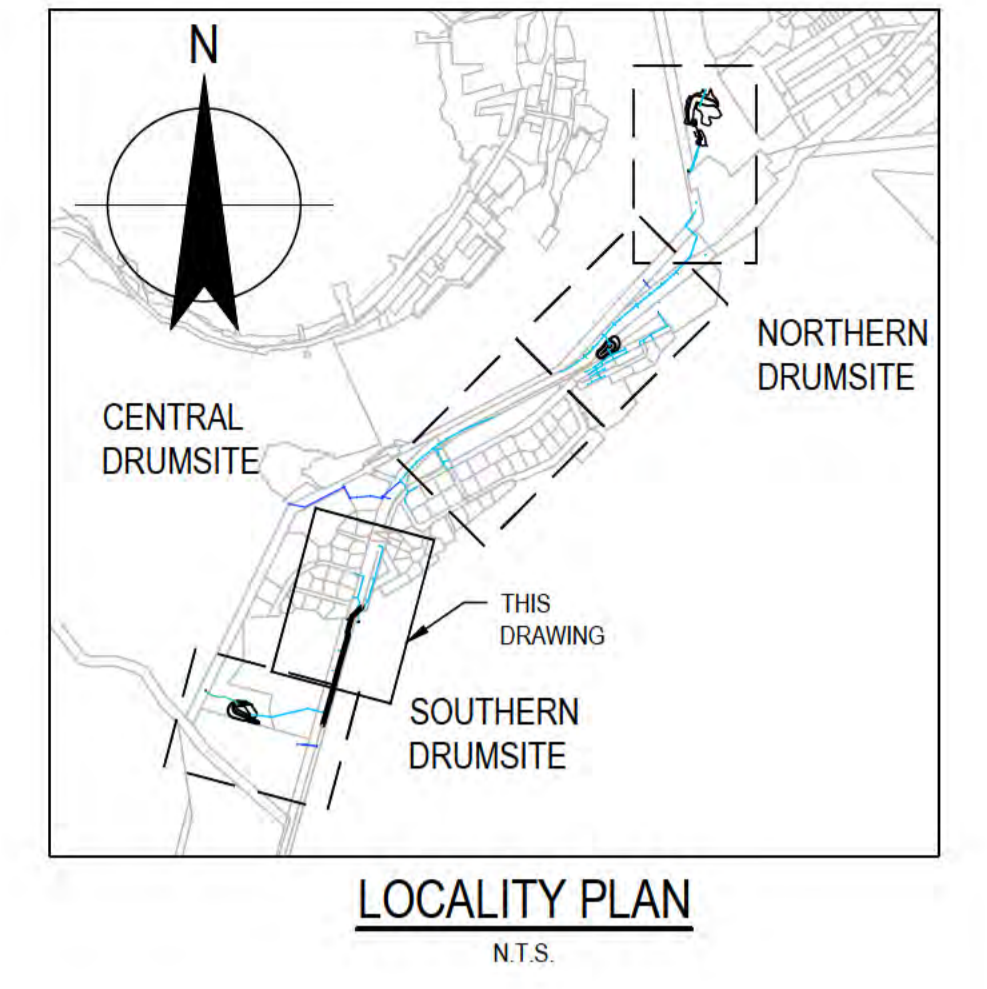 N
NORTHERN
DRUMSITE
CENTRAL
DRUMSITE
THIS
DRAWING
SOUTHERN
DRUMSITE
LOCALITY PLAN
N.T.S.